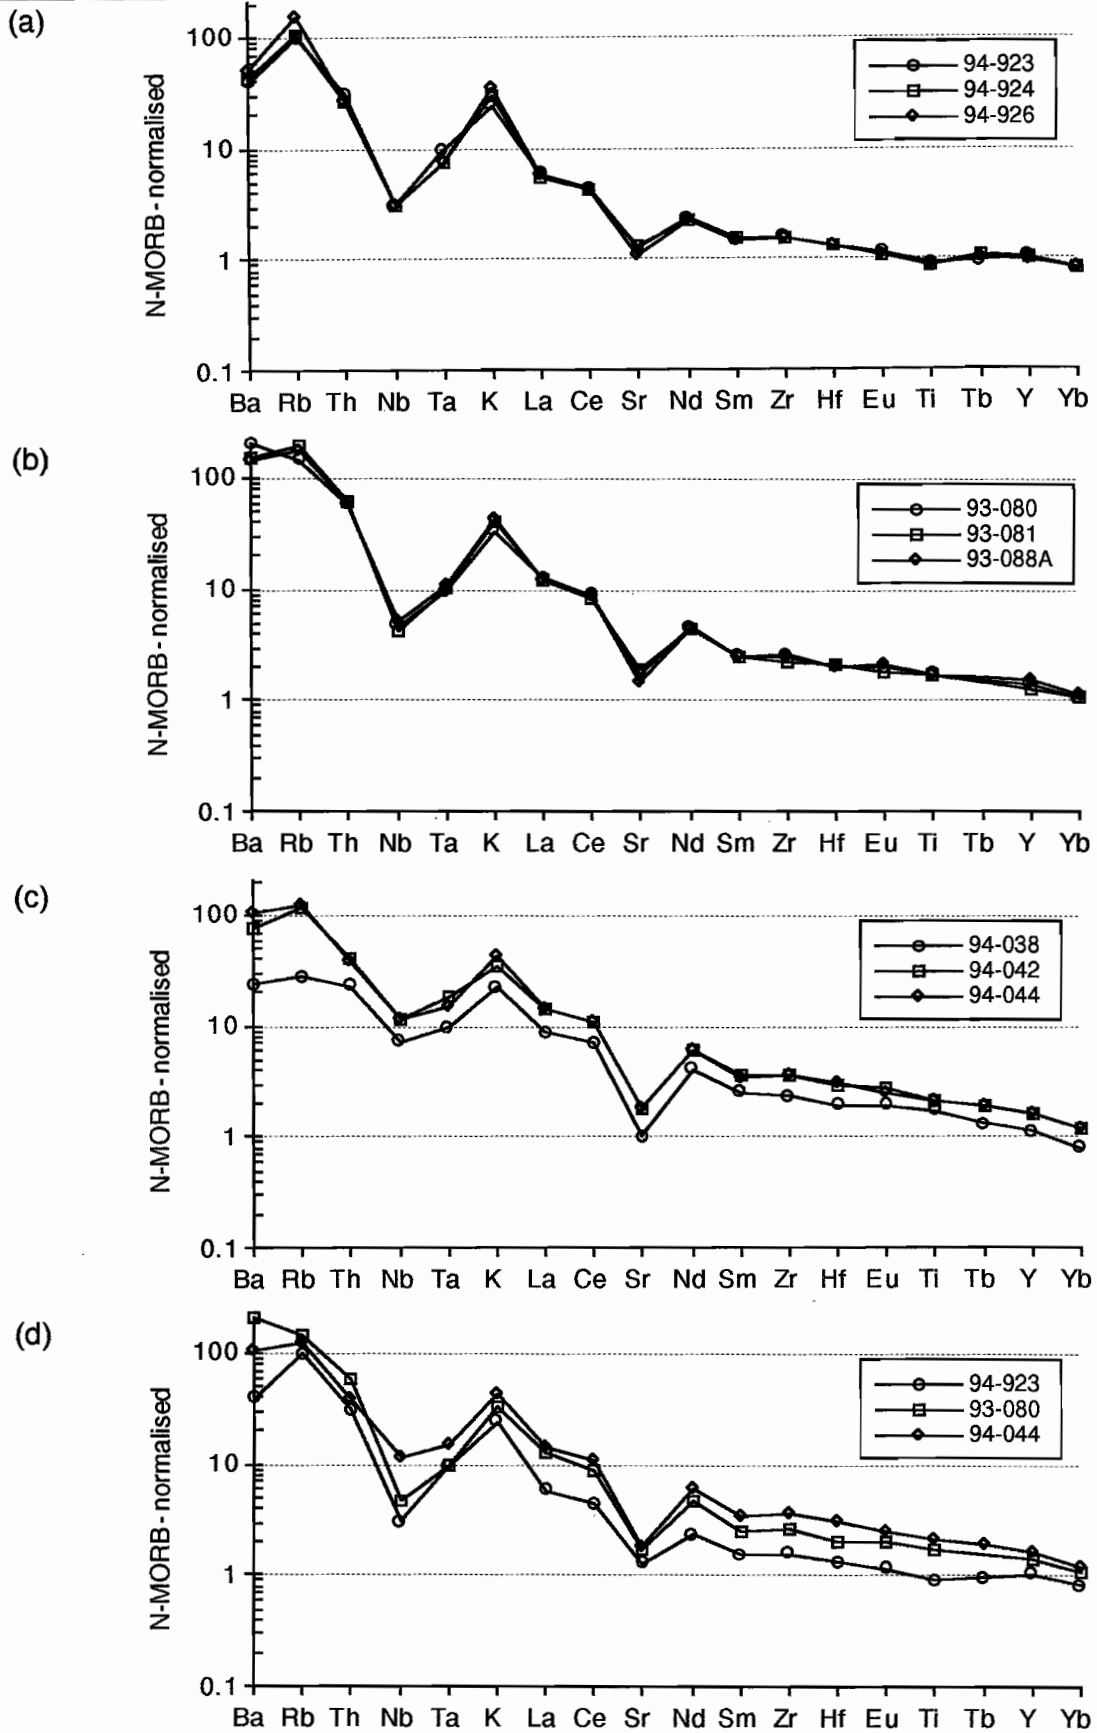 (a)
N-MORB - normalised
100
10
1
0.1
94-923
94-924
94-926
Ba Rb Th Nb Ta K La Ce Sr Nd Sm Zr Hf Eu Ti Tb Y Yb
(b)
N-MORB - normalised
100
10
1
0.1
93-080
93-081
93-088A
Ba Rb Th Nb Ta K La Ce Sr Nd Sm Zr Hf Eu Ti Tb Y Yb
(c)
N-MORB - normalised
100
10
1
0.1
94-038
94-042
94-044
Ba Rb Th Nb Ta K La Ce Sr Nd Sm Zr Hf Eu Ti Tb Y Yb
(d)
N-MORB - normalised
100
10
1
0.1
94-923
93-080
94-044
Ba Rb Th Nb Ta K La Ce Sr Nd Sm Zr Hf Eu Ti Tb Y Yb